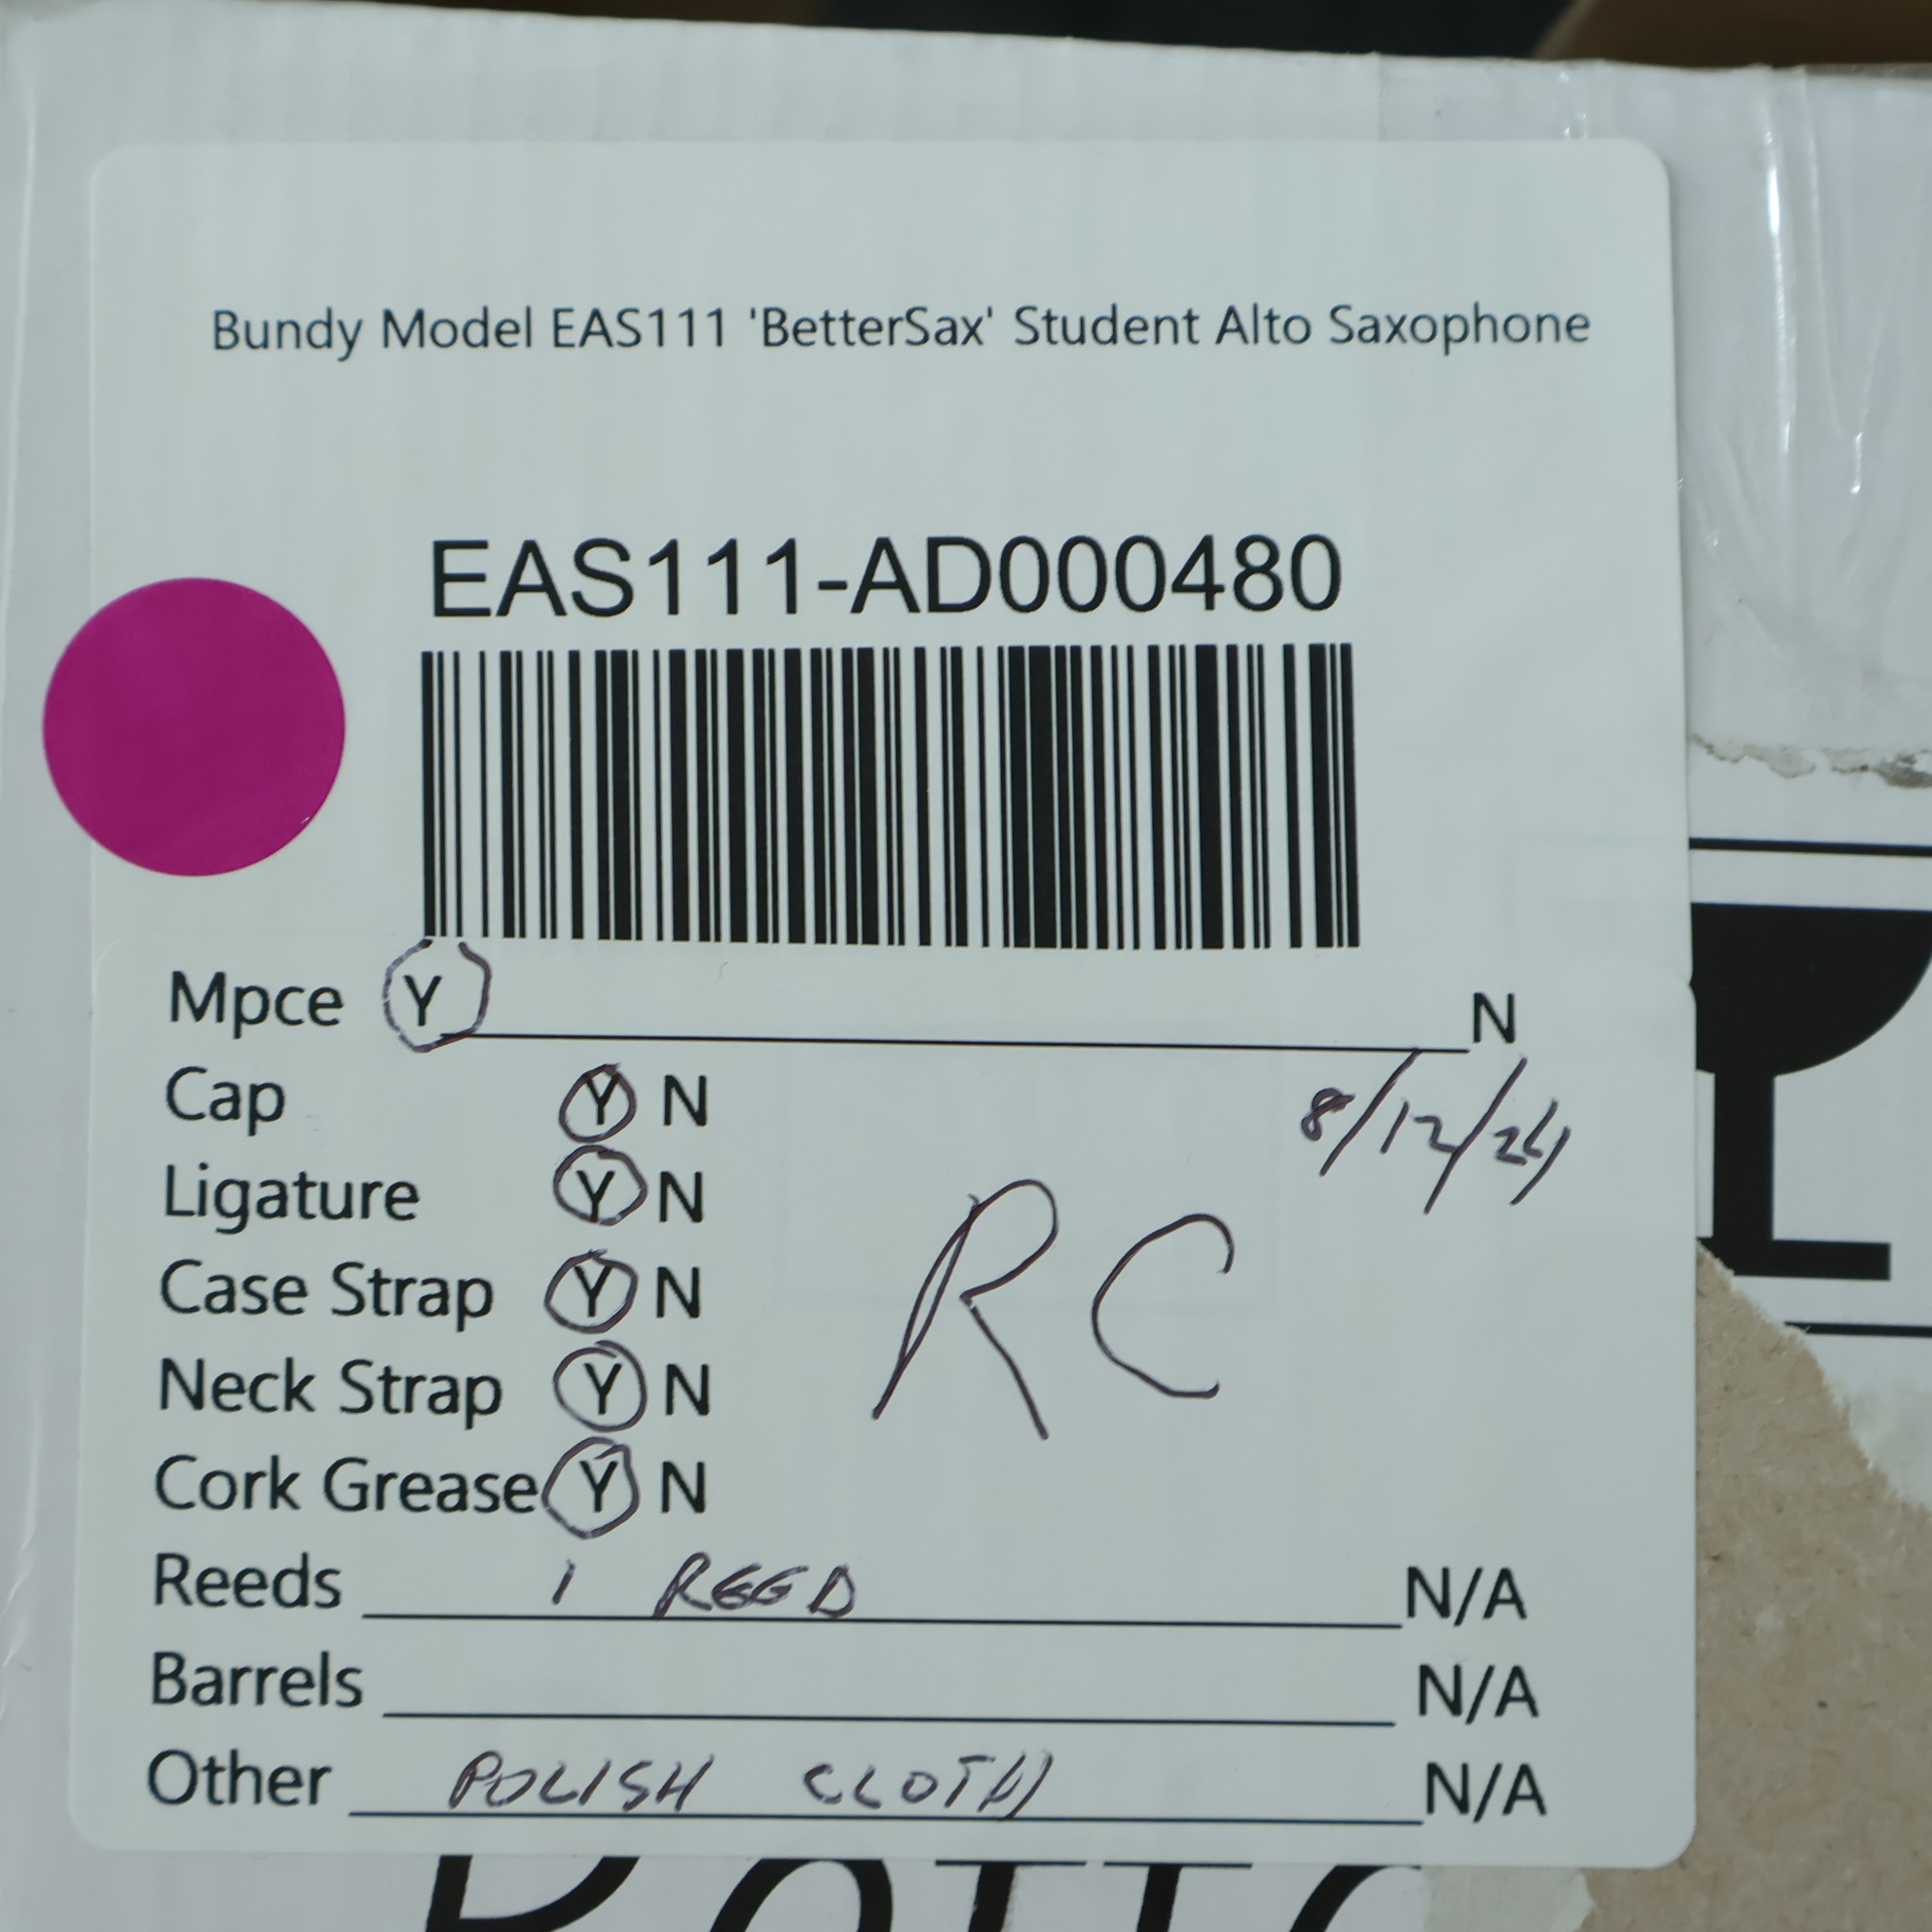 Bundy Model EAS111 'BetterSax' Student Alto Saxophone
EAS111-AD000480
Mpce Y N
Cap Y N
8/12/24
Ligature Y N
RC
Case Strap Y N
Neck Strap Y N
Cork Grease Y N
Reeds 1 REED N/A
Barrels N/A
Other POLISH CLOTH N/A